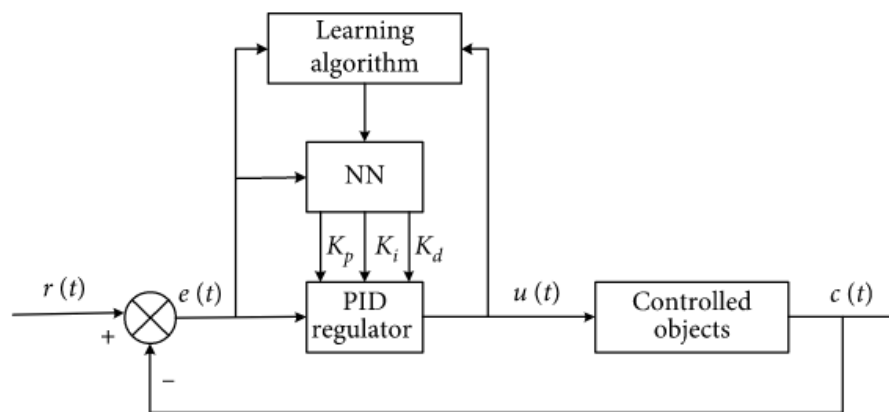 Learning
algorithm
NN
K_p K_i K_d
r (t)
e (t)
PID
regulator
u (t)
Controlled
objects
c (t)
+
–